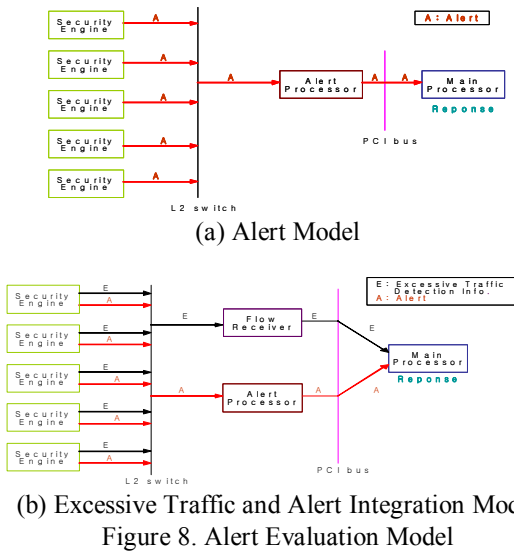 A: Alert
Security
Engine
A
Security
Engine
A
Security
Engine
A
Security
Engine
A
Security
Engine
A
A
Alert
Processor
A
A
Main
Processor
Reponse
PCI bus
L2 switch
(a) Alert Model
E: Excessive Traffic
Detection Info.
A: Alert
Security
Engine
E
A
Security
Engine
E
A
Security
Engine
E
A
Security
Engine
E
A
Security
Engine
E
A
E
Flow
Receiver
E
E
A
Alert
Processor
A
A
Main
Processor
Reponse
L2 switch
PCI bus
(b) Excessive Traffic and Alert Integration Mod
Figure 8. Alert Evaluation Model